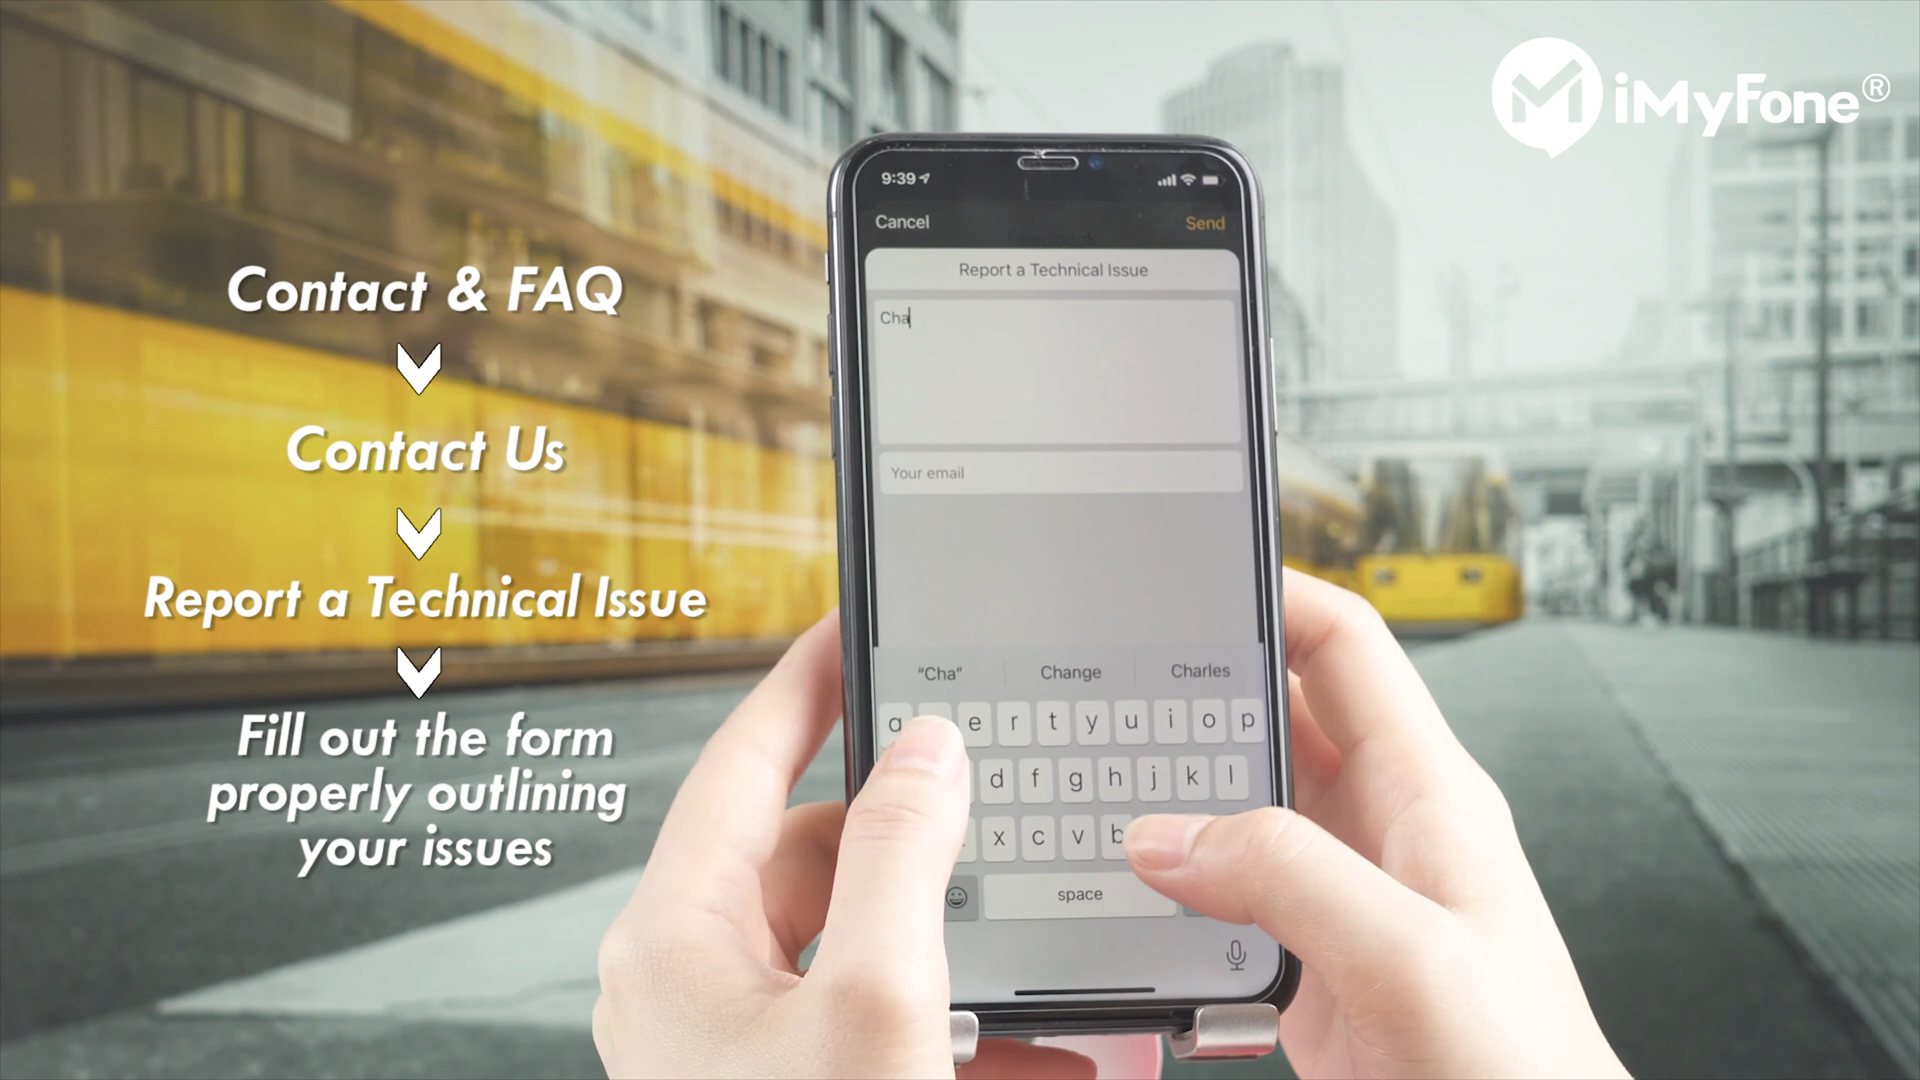 iMyFone®
Contact & FAQ
Contact Us
Report a Technical Issue
Fill out the form
properly outlining
your issues
9:39
Cancel
Send
Feedback
Report a Technical Issue
Cha
Your email
“Cha”
Change
Charles
q e r t y u i o p
d f g h j k l
x c v b
space